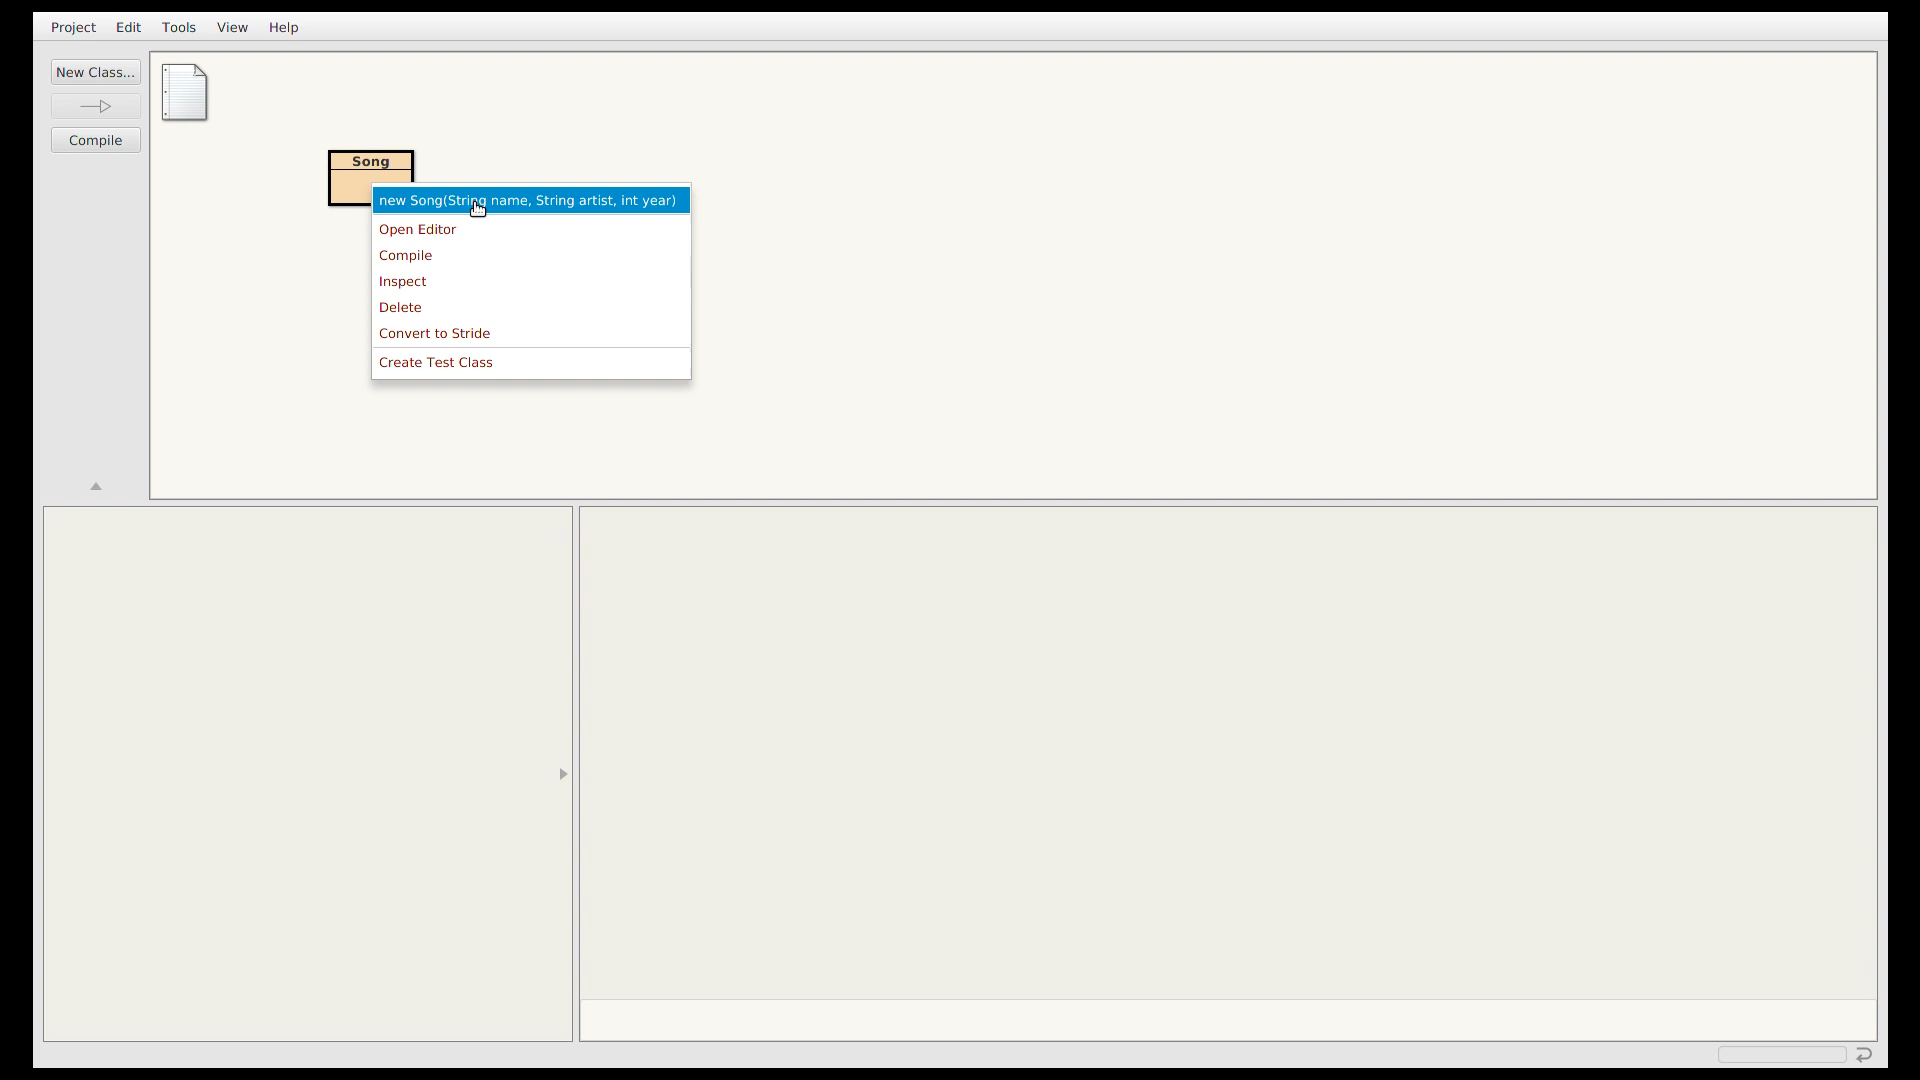 Project Edit Tools View Help
New Class...
Compile
Song
new Song(String name, String artist, int year)
Open Editor
Compile
Inspect
Delete
Convert to Stride
Create Test Class